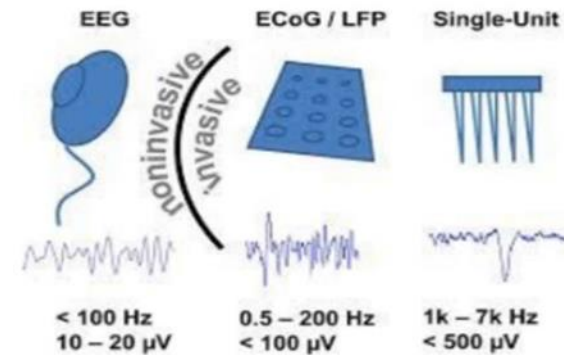 EEG
ECoG / LFP
Single-Unit
noninvasive
invasive
< 100 Hz
10 – 20 µV
0.5 – 200 Hz
< 100 µV
1k – 7k Hz
< 500 µV